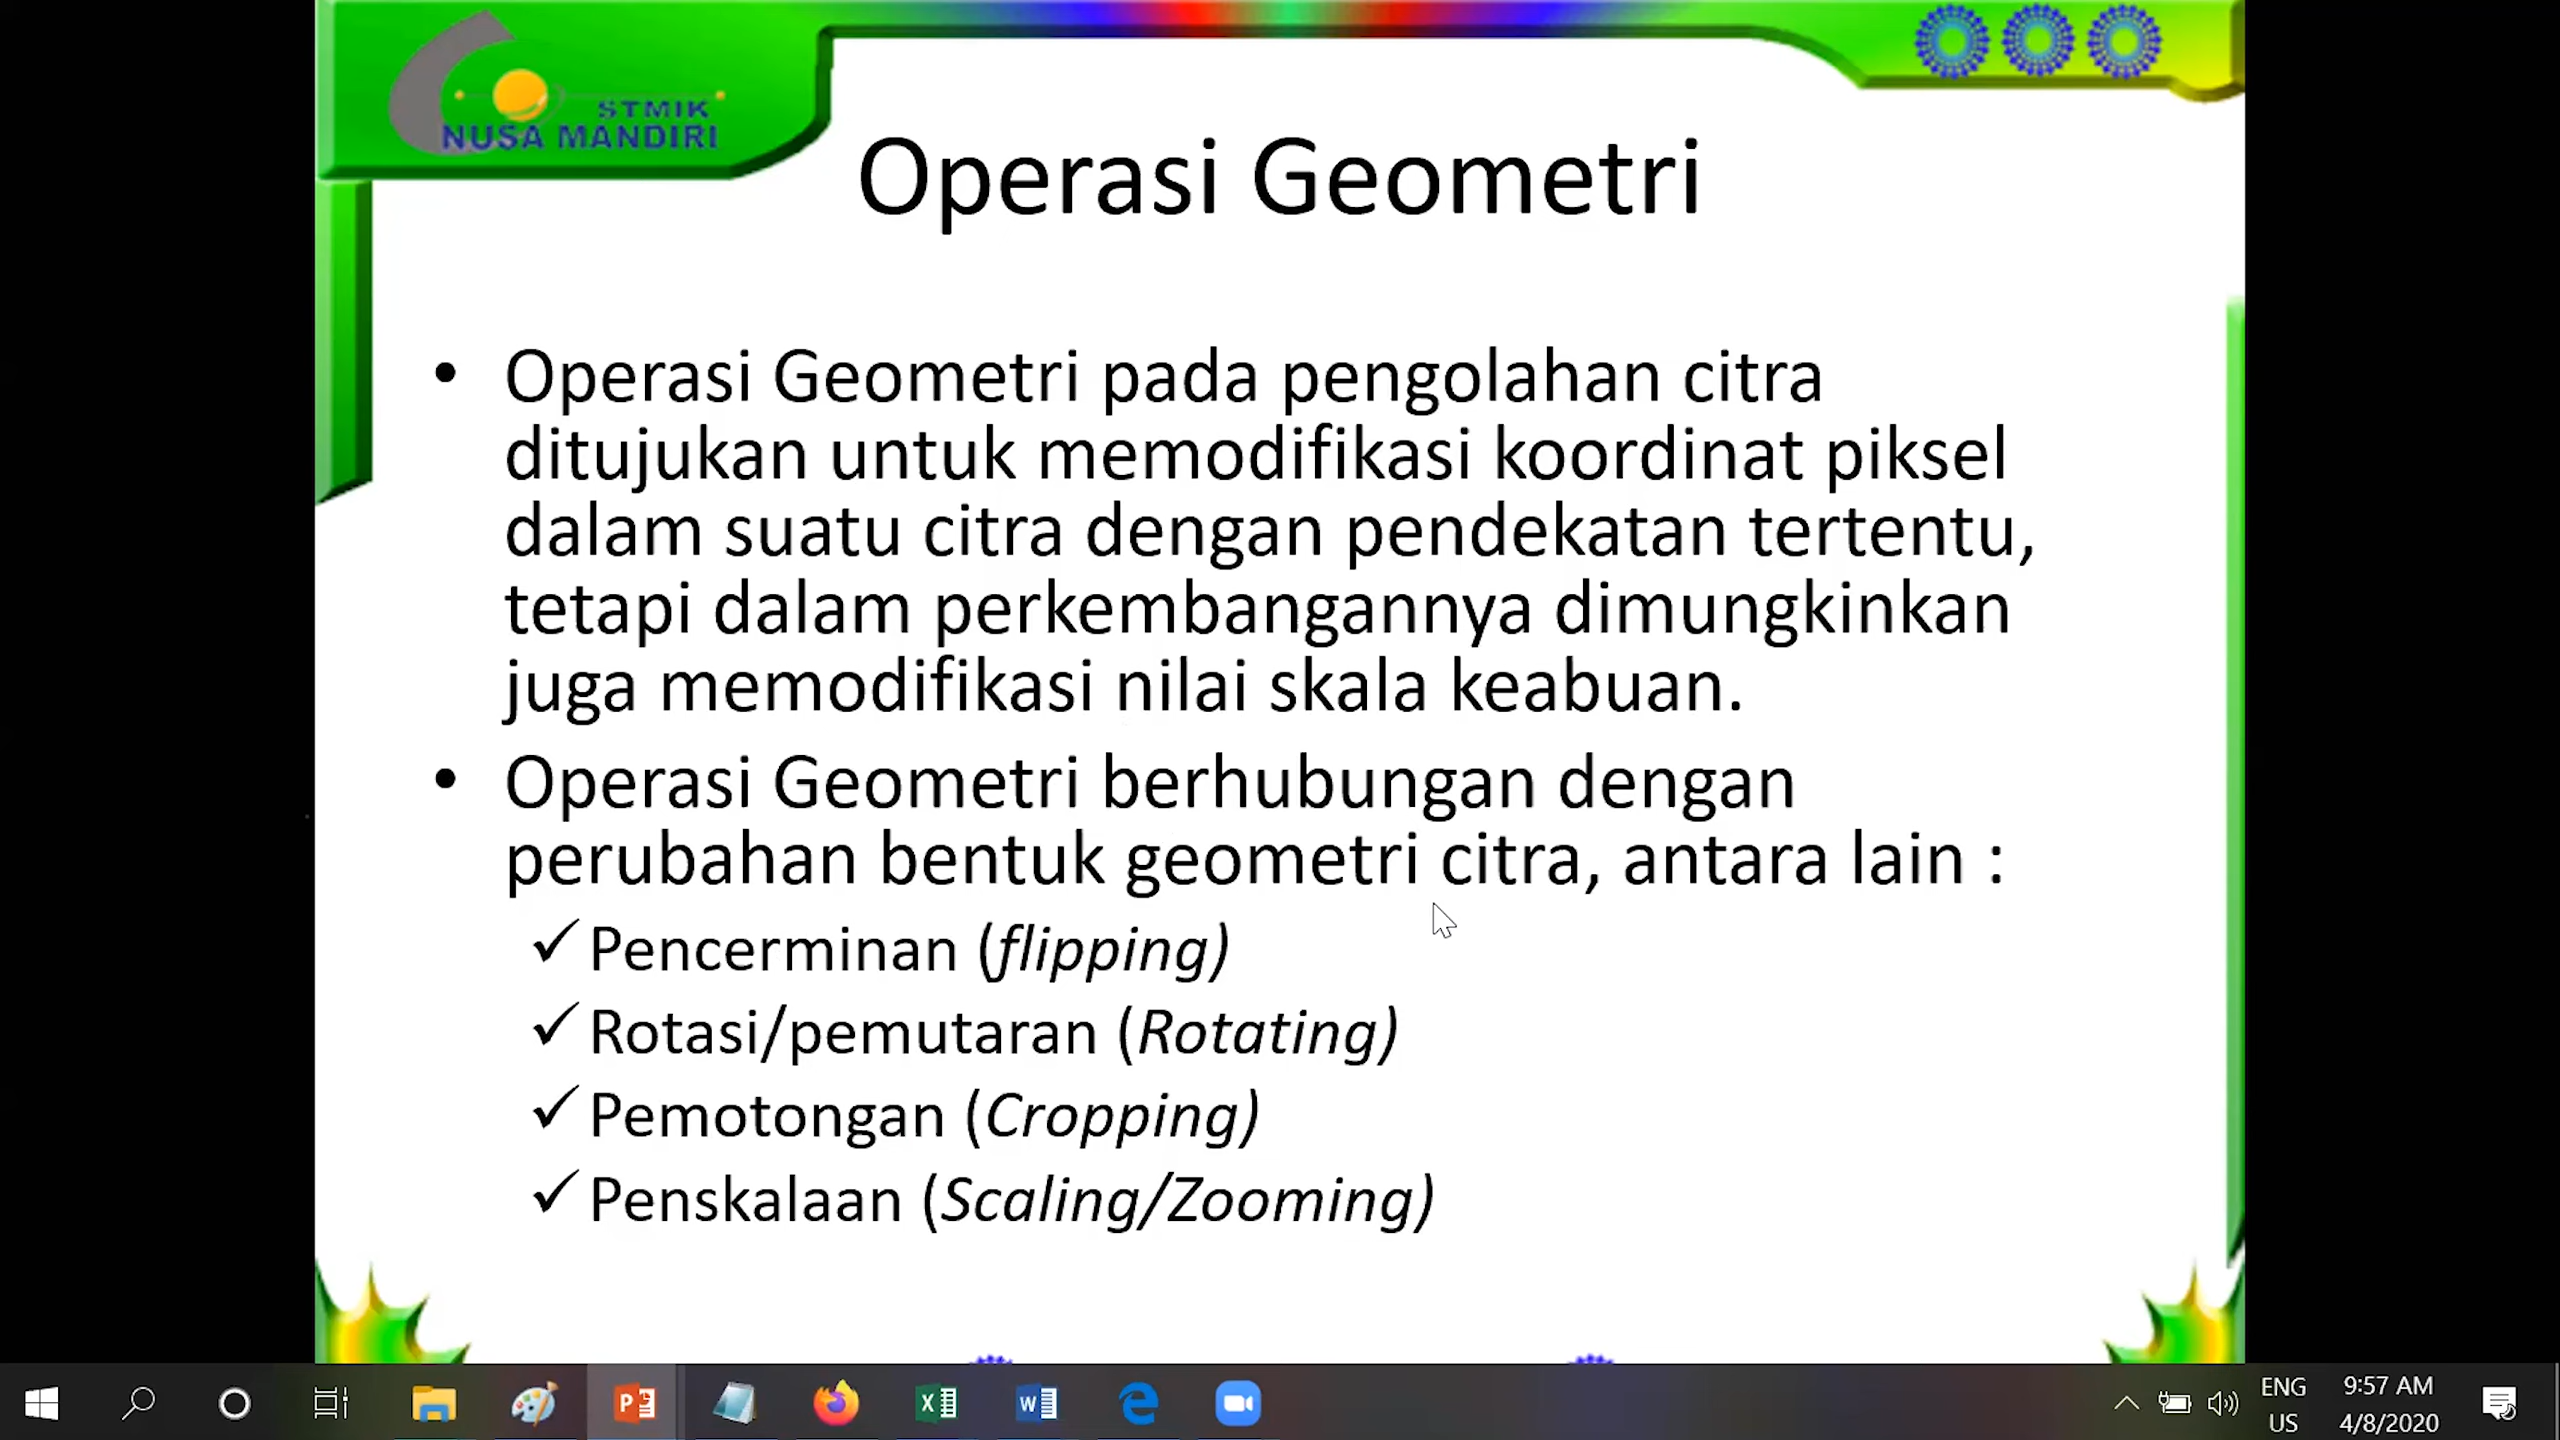 STMIK
NUSA MANDIRI
Operasi Geometri
• Operasi Geometri pada pengolahan citra
ditujukan untuk memodifikasi koordinat piksel
dalam suatu citra dengan pendekatan tertentu,
tetapi dalam perkembangannya dimungkinkan
juga memodifikasi nilai skala keabuan.
• Operasi Geometri berhubungan dengan
perubahan bentuk geometri citra, antara lain :
✓ Pencerminan (flipping)
✓ Rotasi/pemutaran (Rotating)
✓ Pemotongan (Cropping)
✓ Penskalaan (Scaling/Zooming)
ENG
US
9:57 AM
4/8/2020